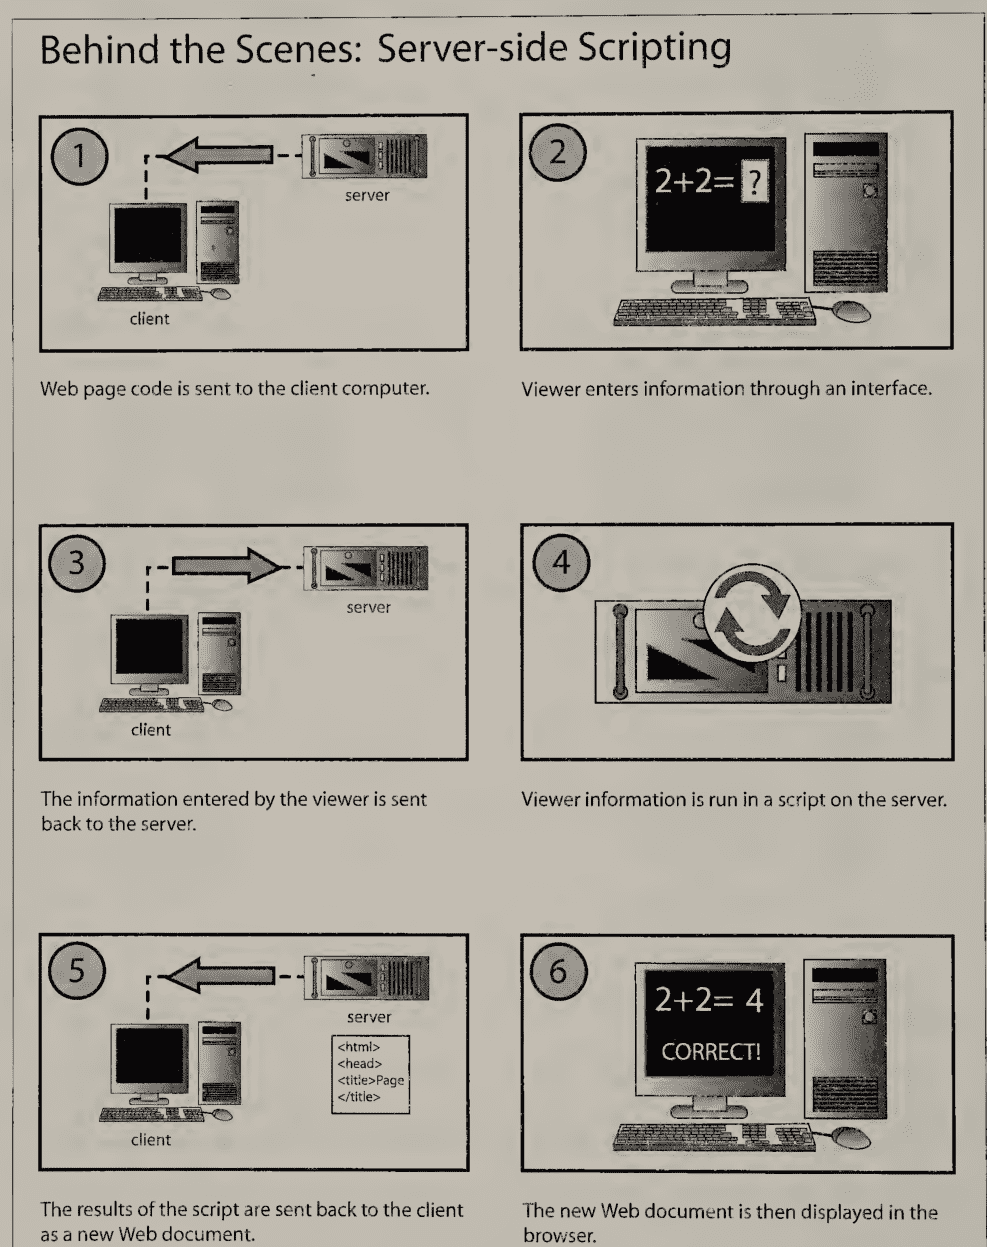 Behind the Scenes: Server-side Scripting
1
server
client
Web page code is sent to the client computer.
2
2+2= ?
Viewer enters information through an interface.
3
server
client
The information entered by the viewer is sent
back to the server.
4
Viewer information is run in a script on the server.
5
server
<html>
<head>
<title>Page
</title>
client
The results of the script are sent back to the client
as a new Web document.
6
2+2= 4
CORRECT!
The new Web document is then displayed in the
browser.